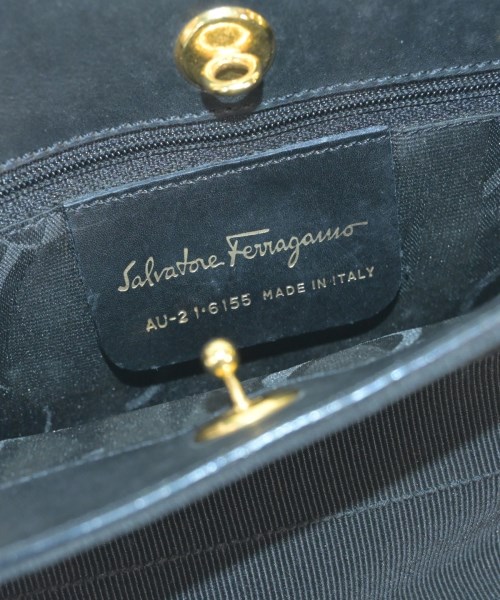 Salvatore Ferragamo
AU-21·6155 MADE IN ITALY